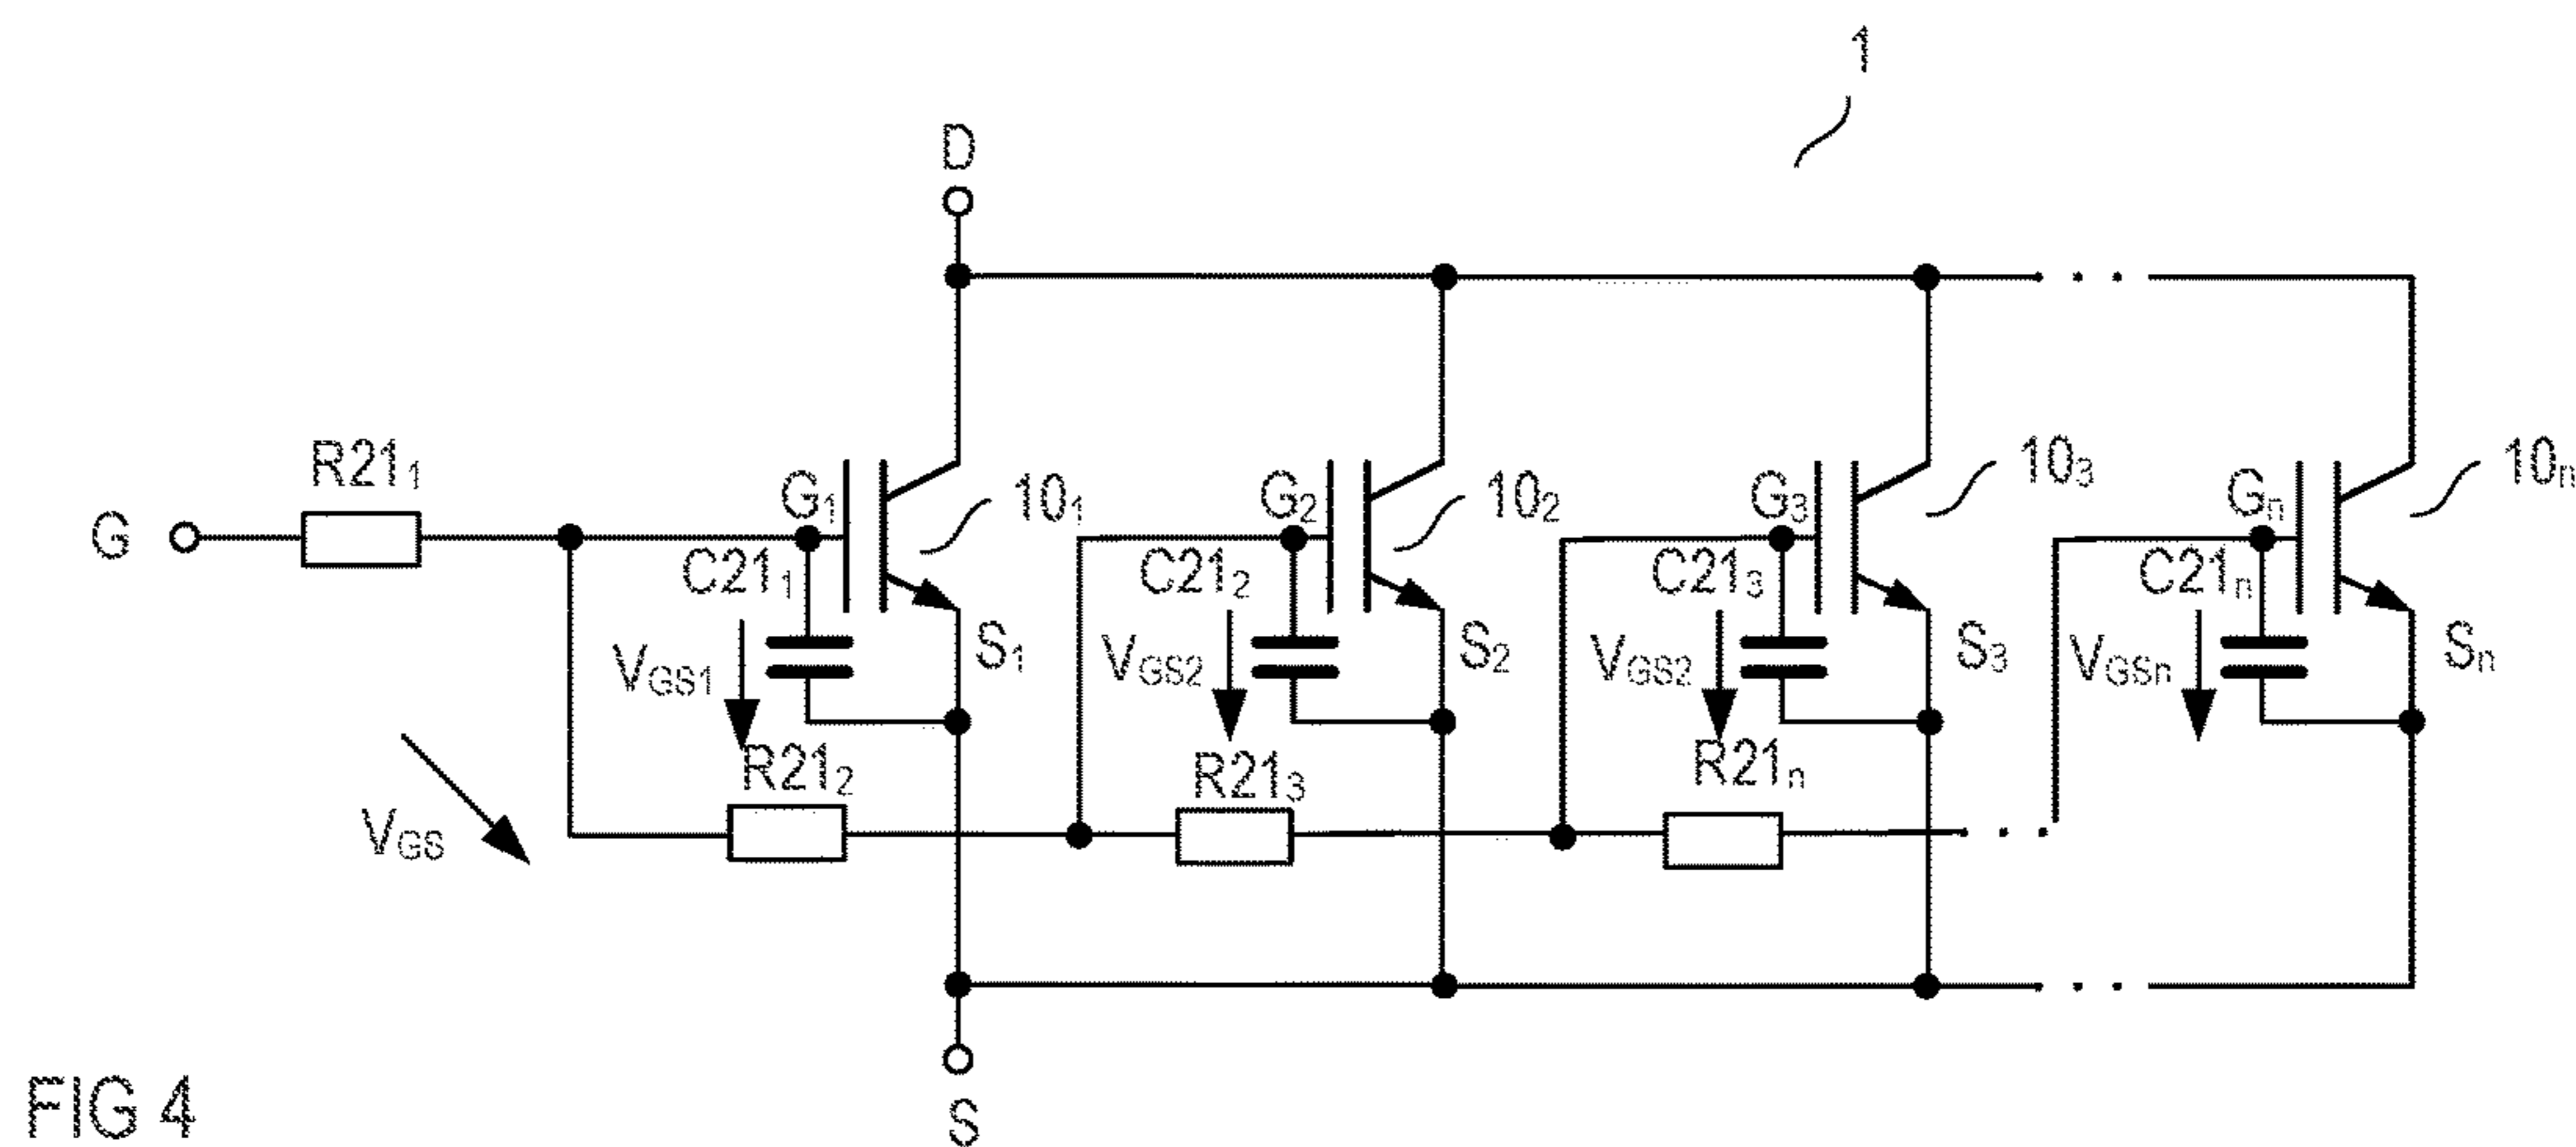 1
D
R21₁
G
G₁
10₁
G₂
10₂
G₃
10₃
Gₙ
10ₙ
C21₁
C21₂
C21₃
C21ₙ
V_GS1
S₁
V_GS2
S₂
V_GS2
S₃
V_GSn
Sₙ
R21₂
R21₃
R21ₙ
V_GS
S
FIG 4